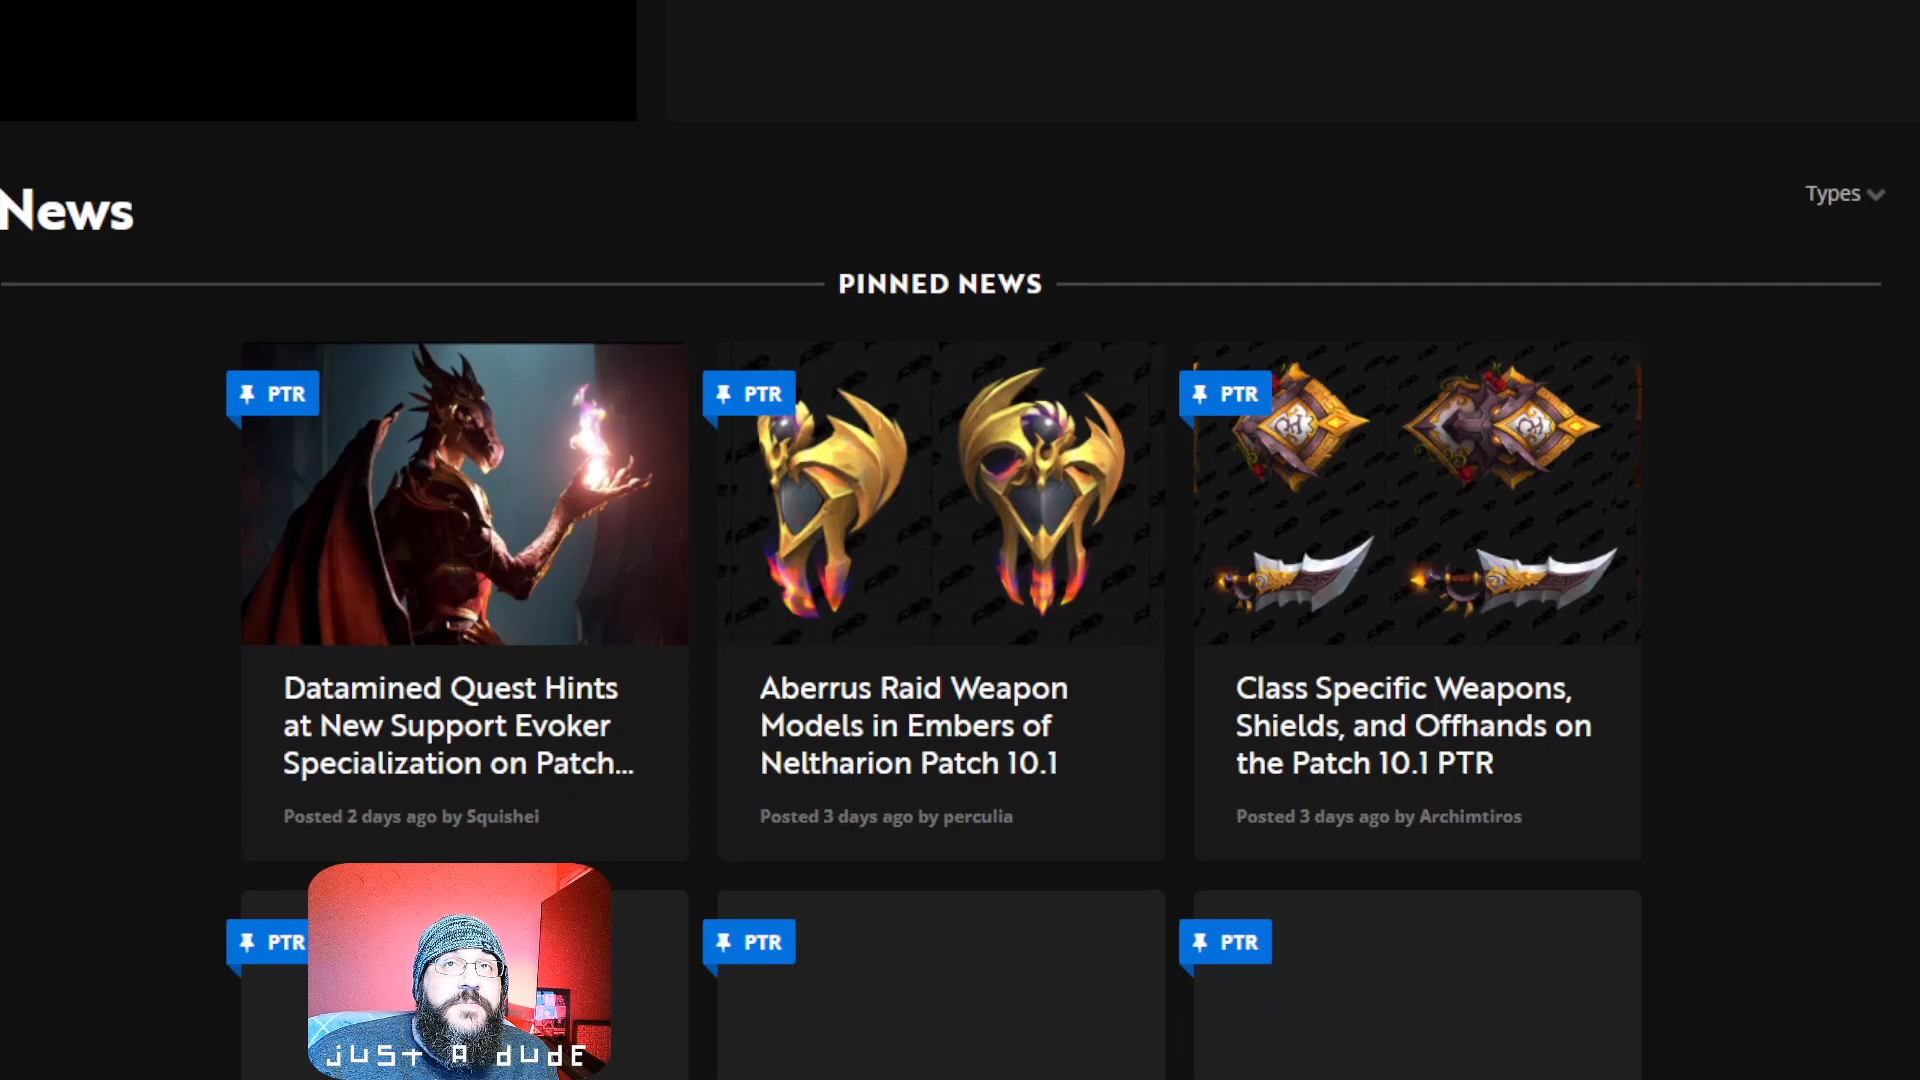 News
Types
PINNED NEWS
PTR
PTR
PTR
Datamined Quest Hints
at New Support Evoker
Specialization on Patch...
Posted 2 days ago by Squishei
Aberrus Raid Weapon
Models in Embers of
Neltharion Patch 10.1
Posted 3 days ago by perculia
Class Specific Weapons,
Shields, and Offhands on
the Patch 10.1 PTR
Posted 3 days ago by Archimtiros
PTR
PTR
PTR
juST A dUdE